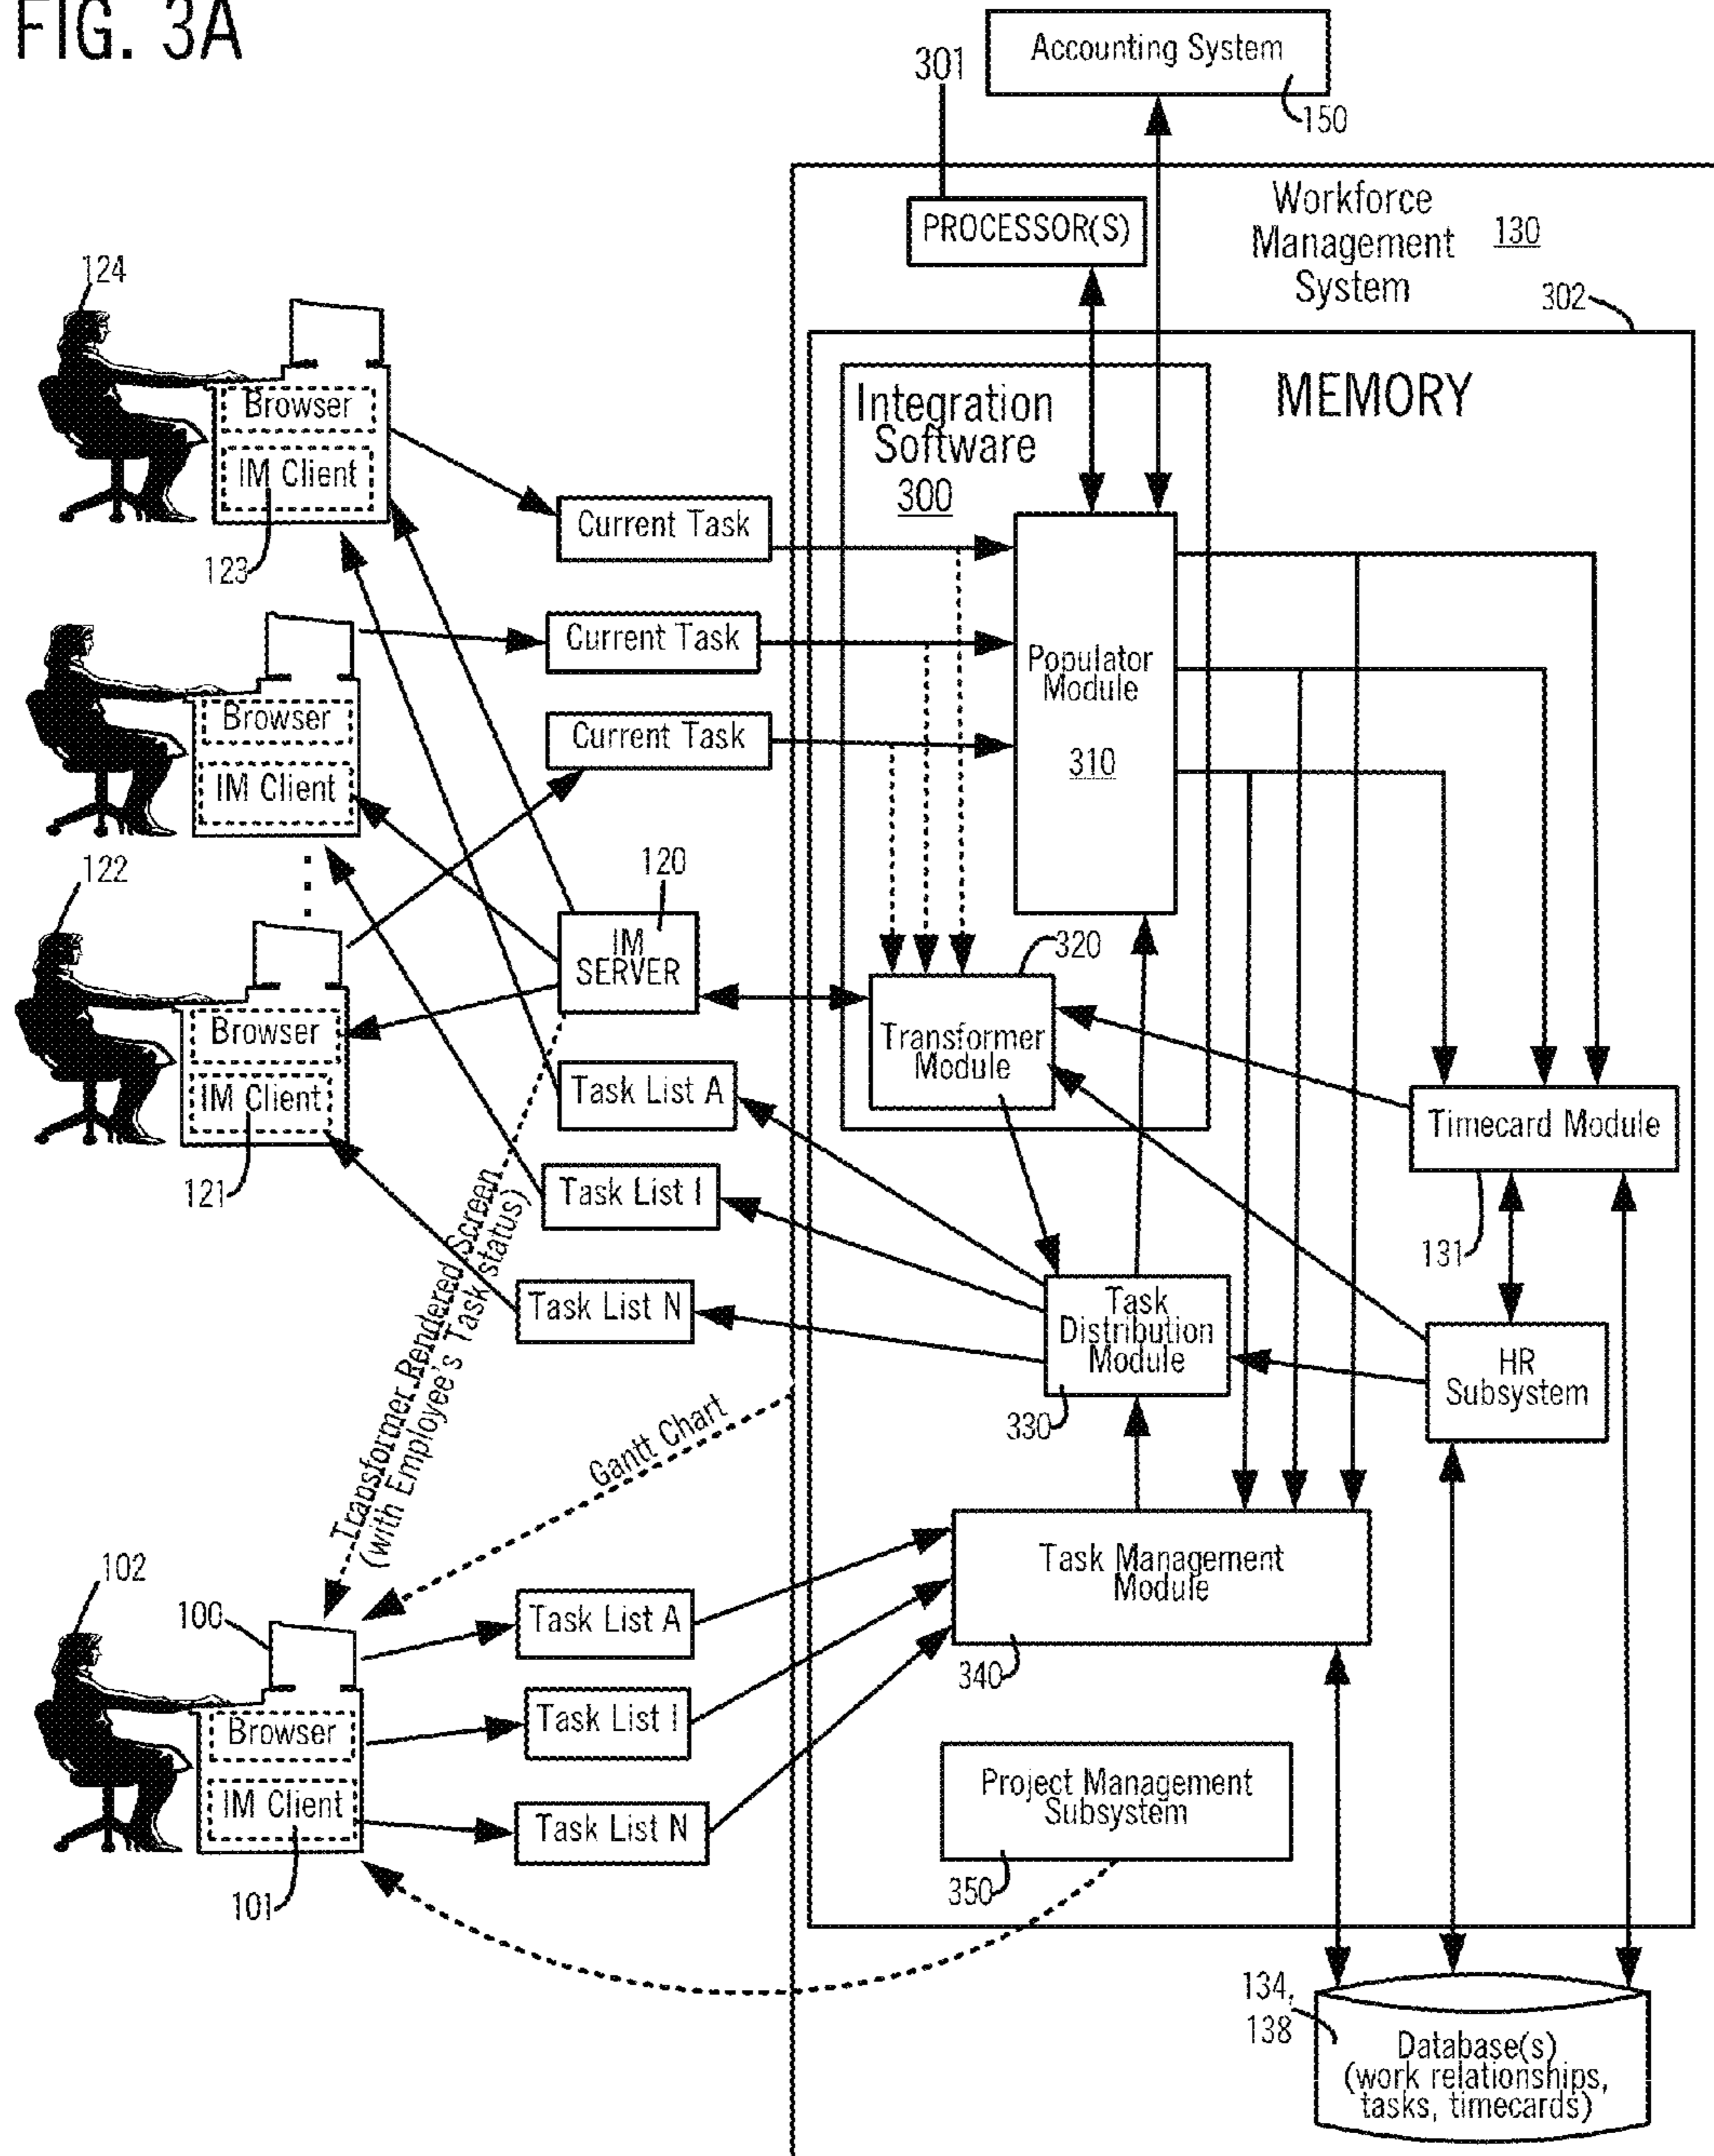 FIG. 3A
Accounting System
150
301
PROCESSOR(S)
Workforce
Management
System
130
302
MEMORY
Integration
Software
300
124
Browser
IM Client
123
Current Task
Current Task
Current Task
Populator
Module
310
Browser
IM Client
122
120
IM
SERVER
320
Transformer
Module
Browser
IM Client
121
Task List A
Task List I
Task List N
Timecard Module
131
Task
Distribution
Module
330
HR
Subsystem
Transformer Rendered Screen
(with Employee's Task status)
Gantt Chart
102
100
Browser
IM Client
101
Task List A
Task List I
Task List N
Task Management
Module
340
Project Management
Subsystem
350
134,
138
Database(s)
(work relationships,
tasks, timecards)